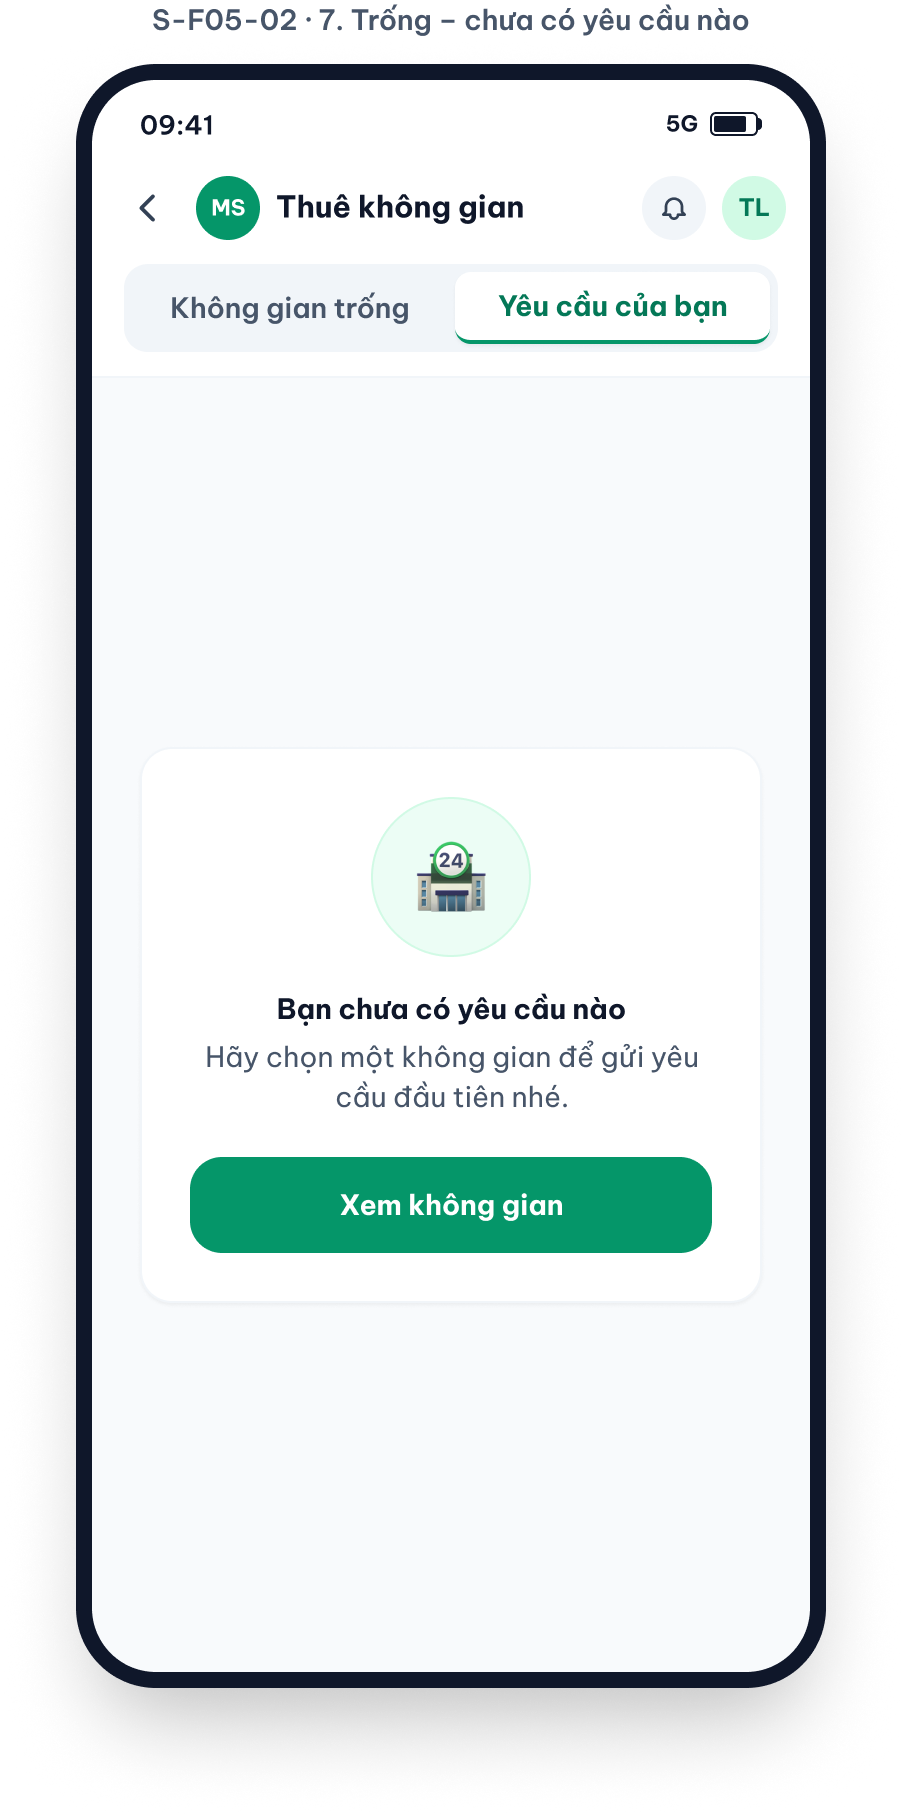 S-F05-02 · 7. Trống – chưa có yêu cầu nào
09:41 5G
MS Thuê không gian TL
Không gian trống Yêu cầu của bạn
24
Bạn chưa có yêu cầu nào
Hãy chọn một không gian để gửi yêu
cầu đầu tiên nhé.
Xem không gian